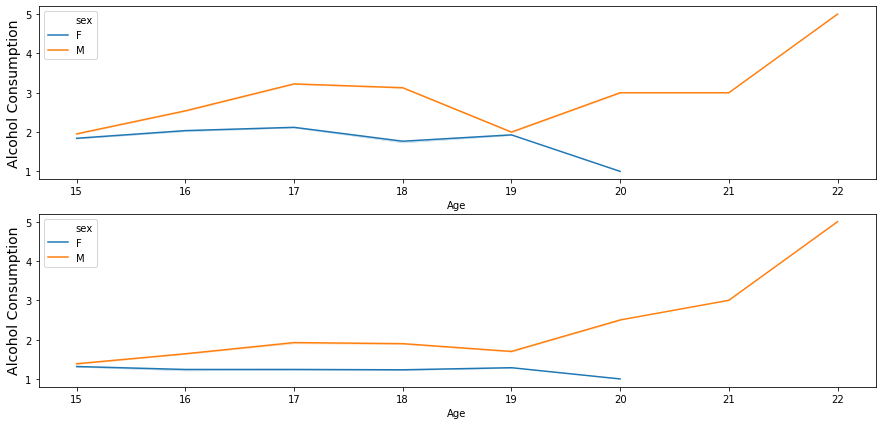 Alcohol Consumption
5
4
3
2
1
sex
F
M
15 16 17 18 19 20 21 22
Age
Alcohol Consumption
5
4
3
2
1
sex
F
M
15 16 17 18 19 20 21 22
Age